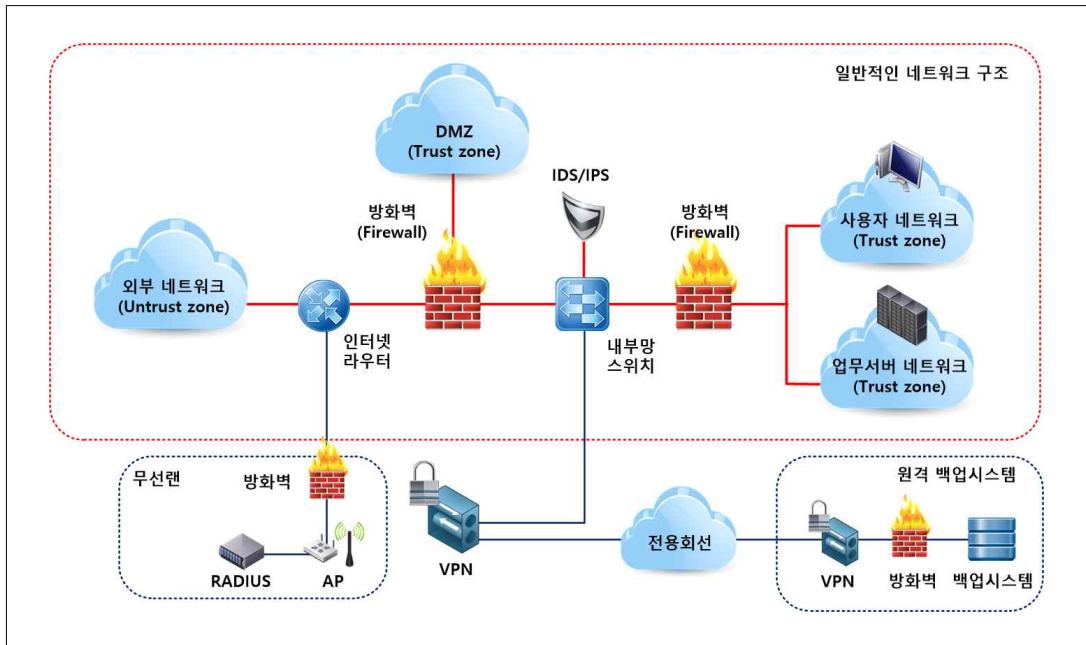 일반적인 네트워크 구조
DMZ
(Trust zone)
IDS/IPS
방화벽
(Firewall)
방화벽
(Firewall)
사용자 네트워크
(Trust zone)
외부 네트워크
(Untrust zone)
인터넷
라우터
내부망
스위치
업무서버 네트워크
(Trust zone)
무선랜
방화벽
RADIUS
AP
VPN
전용회선
원격 백업시스템
VPN
방화벽
백업시스템